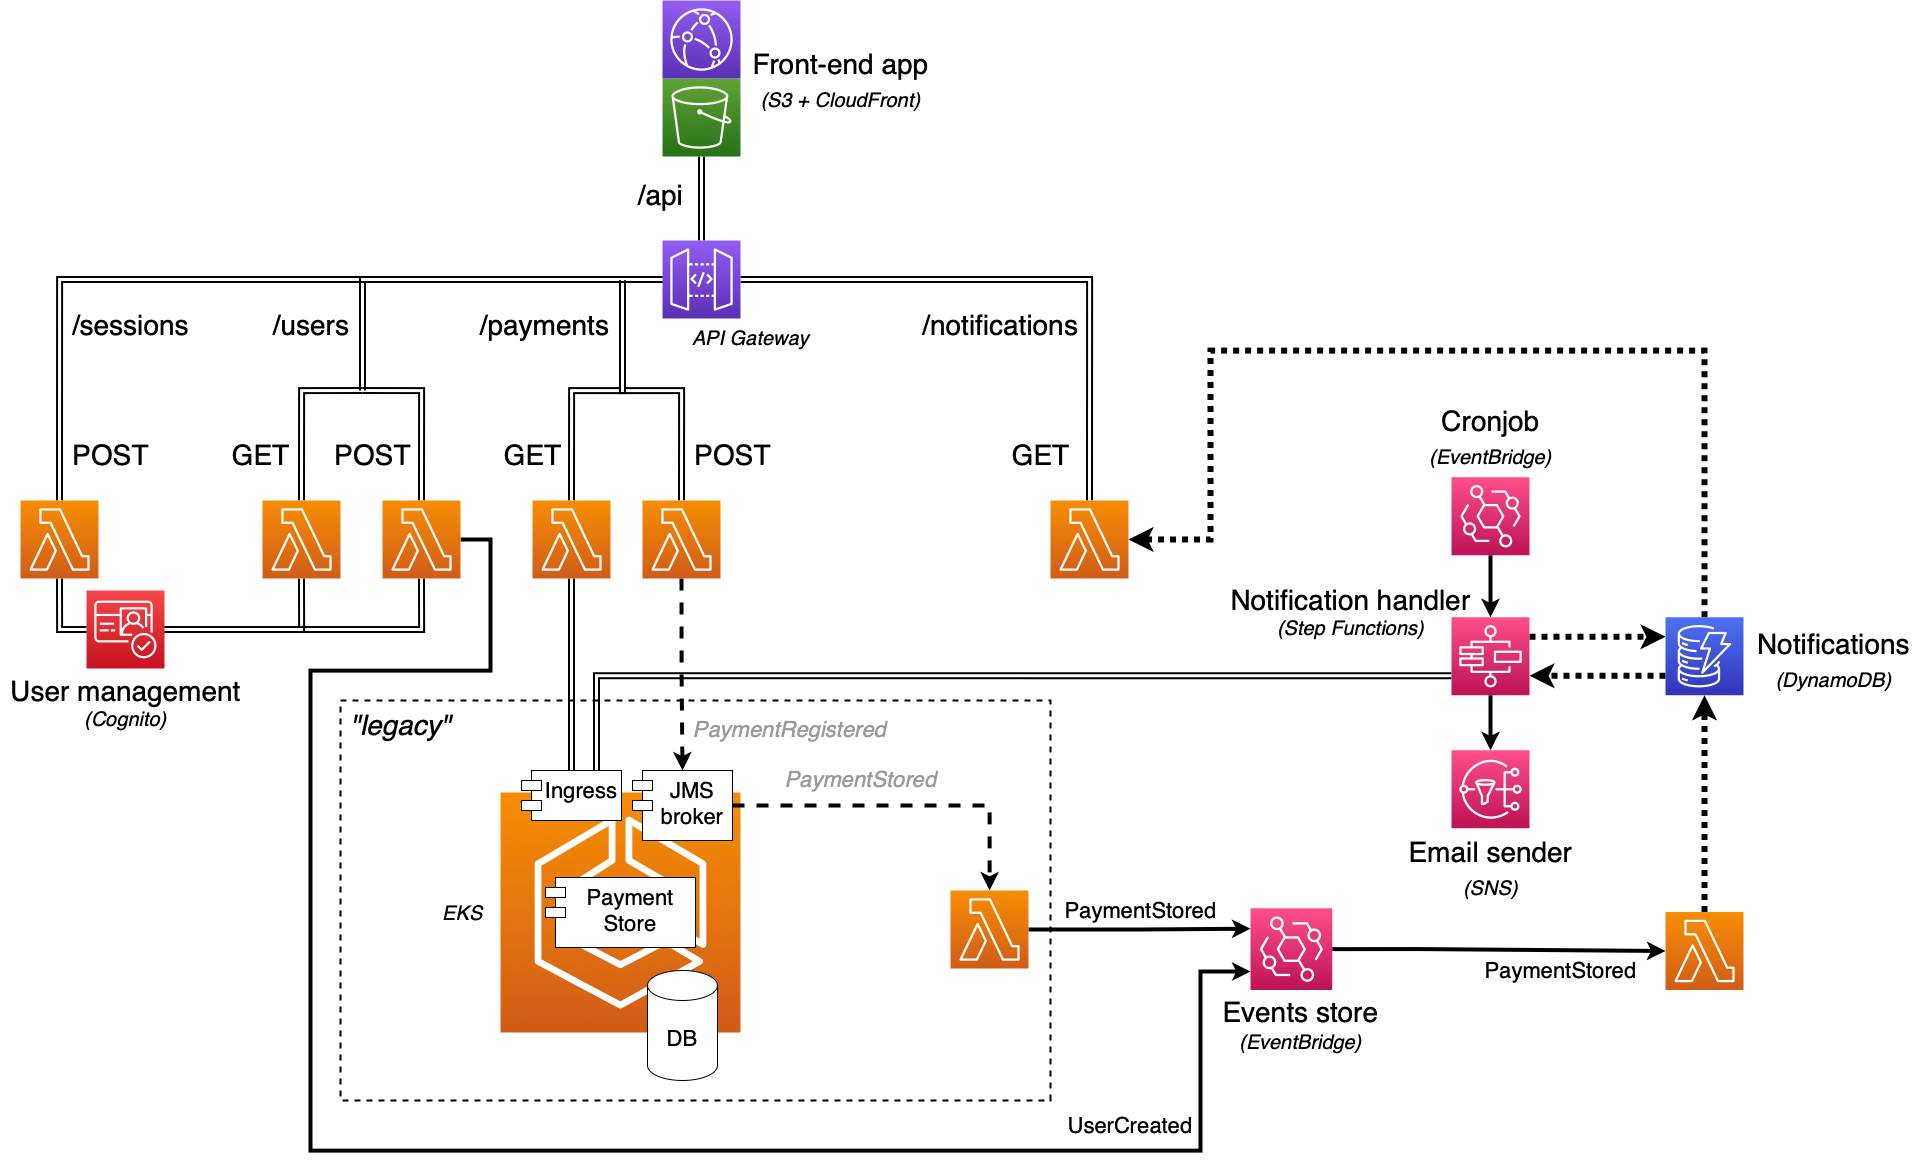 Front-end app
(S3 + CloudFront)
/api
API Gateway
/sessions
/users
/payments
/notifications
POST
GET
POST
GET
POST
GET
Cronjob
(EventBridge)
Notification handler
(Step Functions)
Notifications
(DynamoDB)
User management
(Cognito)
"legacy"
PaymentRegistered
PaymentStored
Ingress
JMS
broker
Email sender
(SNS)
EKS
Payment
Store
PaymentStored
PaymentStored
DB
Events store
(EventBridge)
UserCreated